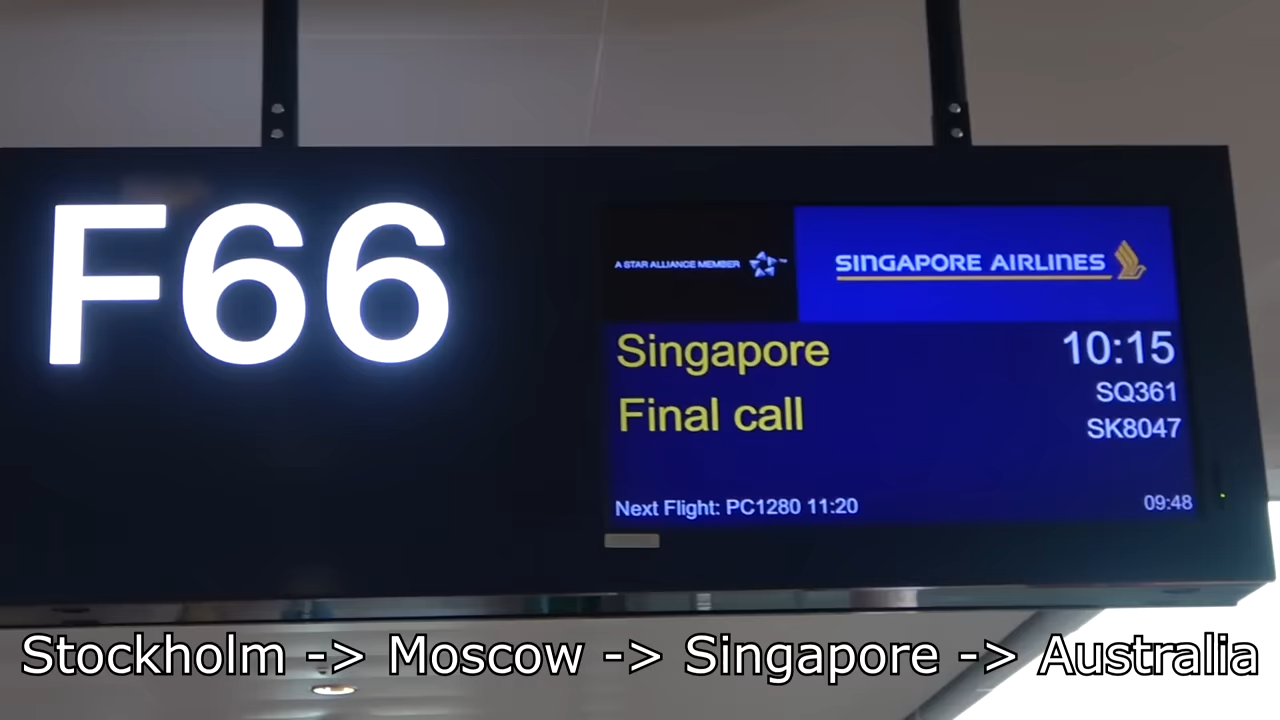 F66
A STAR ALLIANCE MEMBER ™
SINGAPORE AIRLINES
Singapore 10:15
SQ361
Final call
SK8047
Next Flight: PC1280 11:20
09:48
Stockholm -> Moscow -> Singapore -> Australia